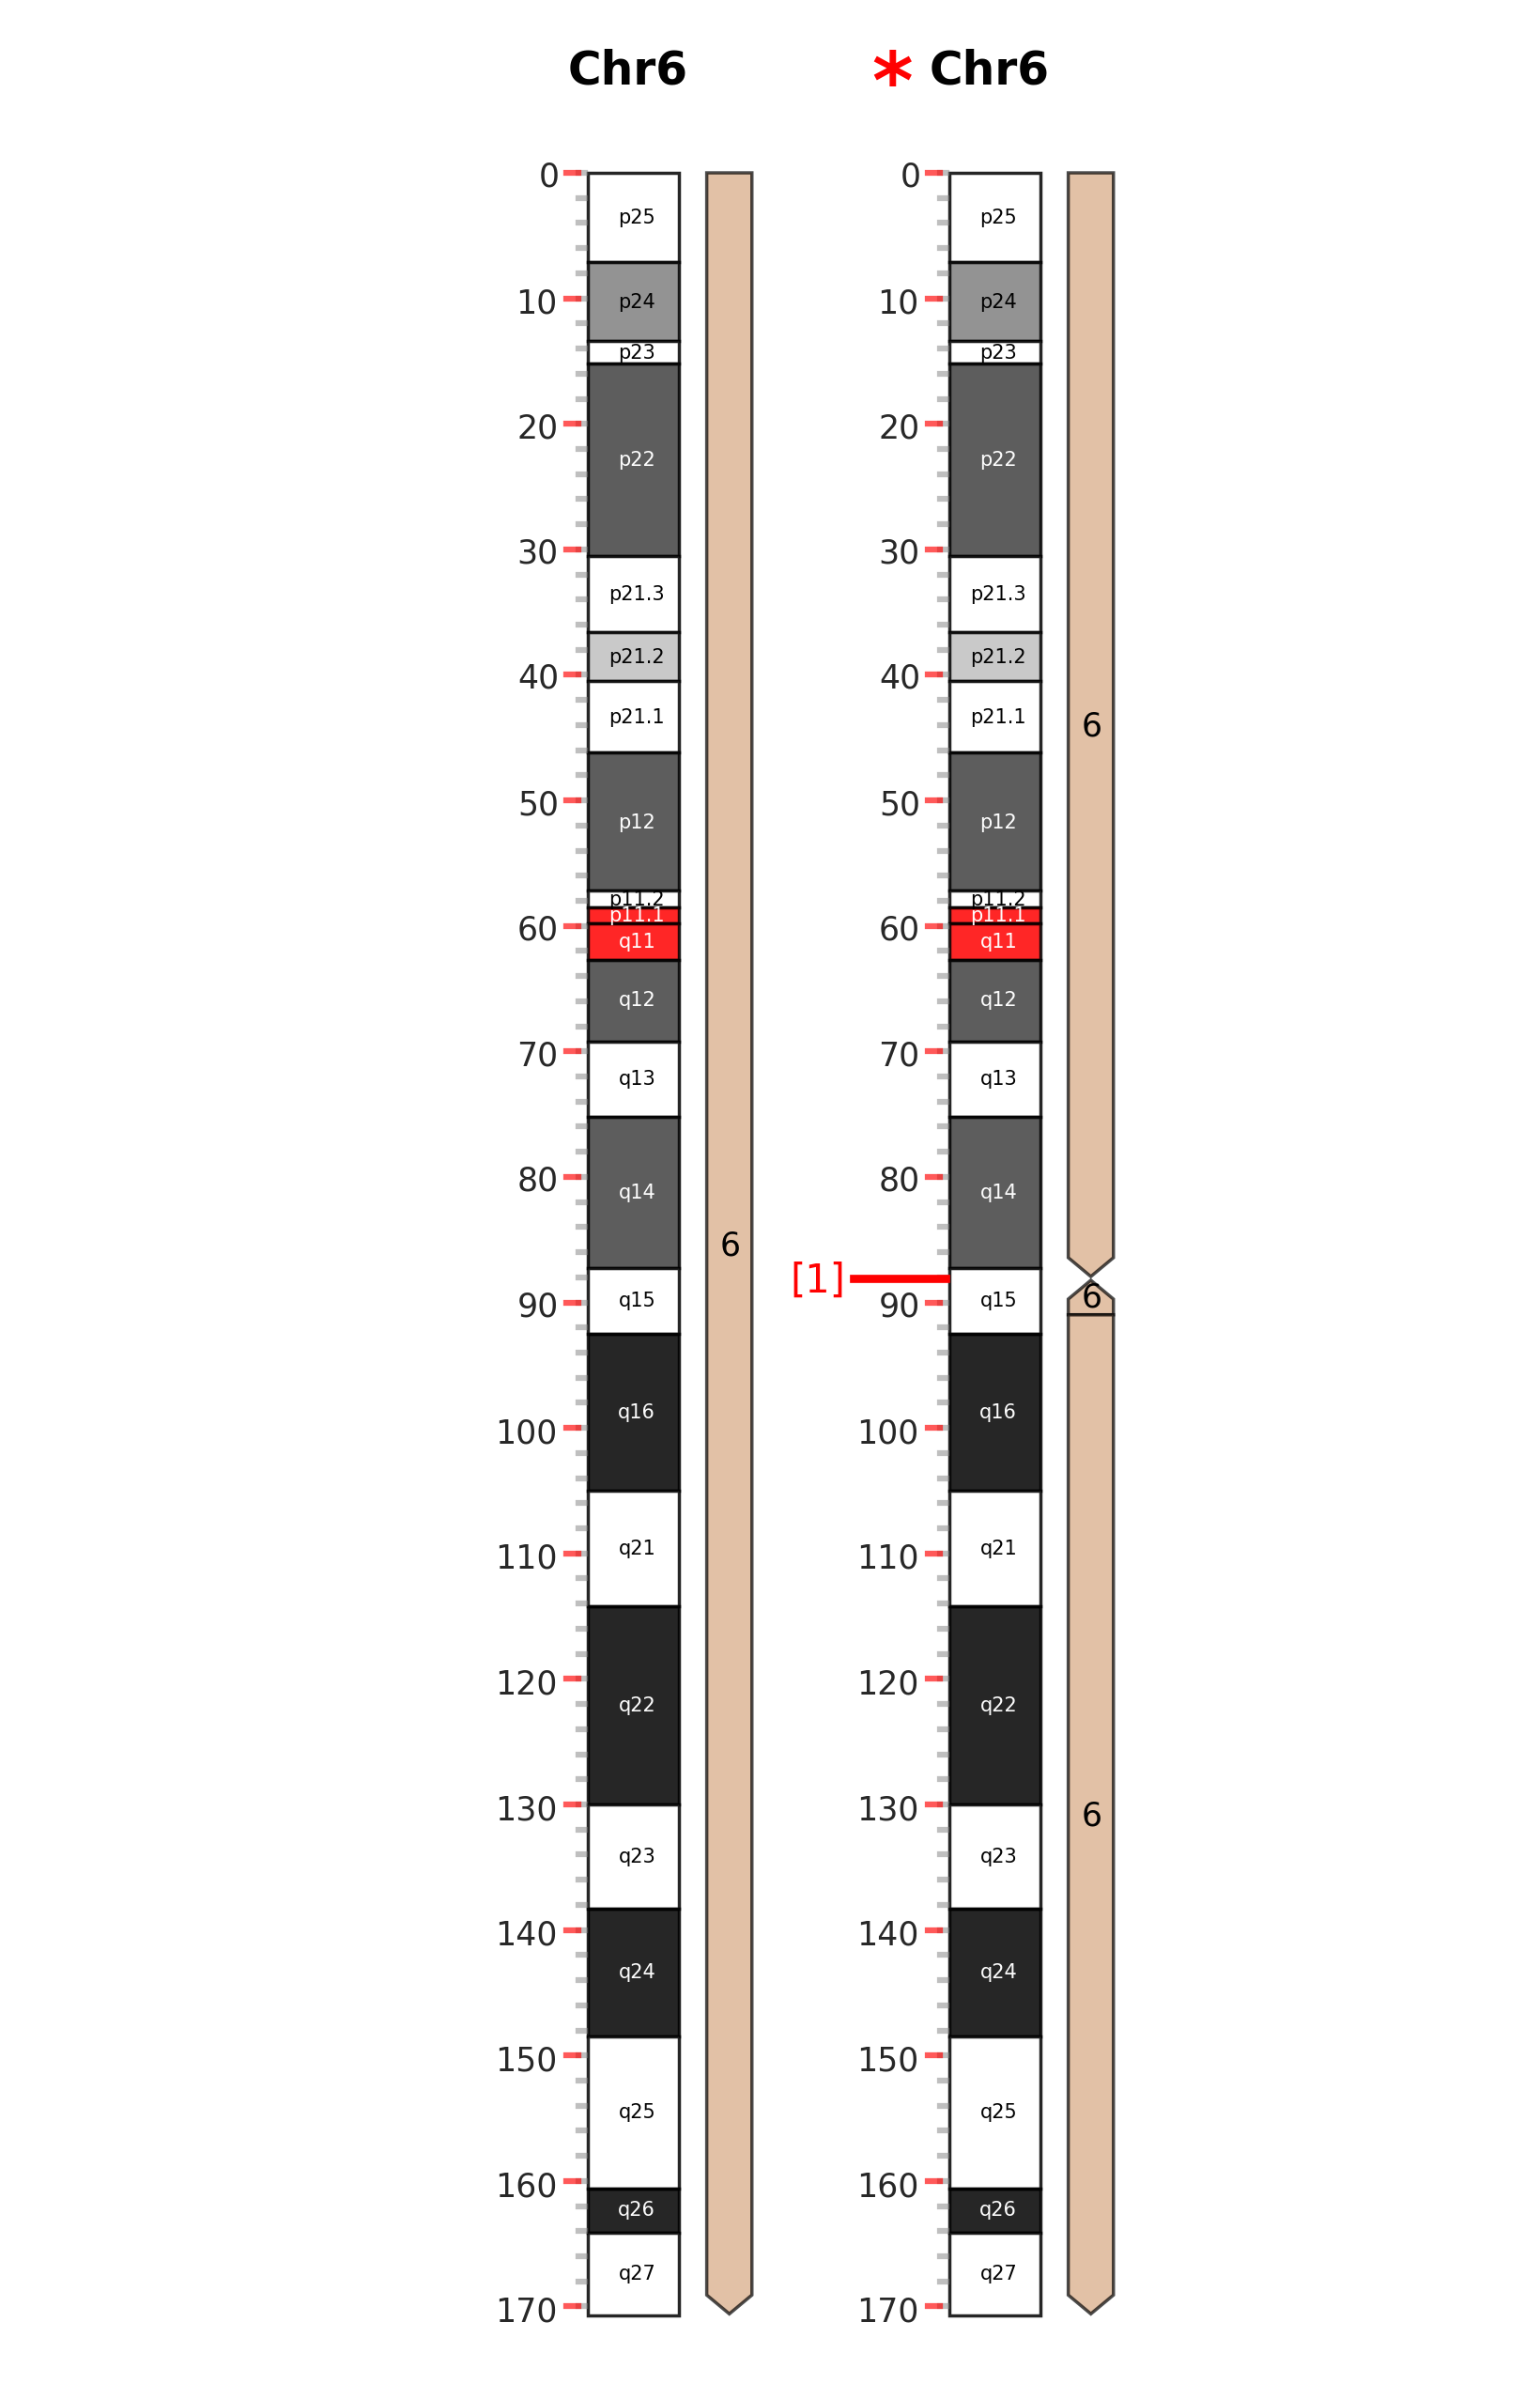 Chr6
* Chr6
0
p25
p24
10
p23
p22
20
30
p21.3
p21.2
40
p21.1
50
p12
p11.2
p11.1
60
q11
q12
70
q13
80
q14
6
q15
90
q16
100
q21
110
q22
120
130
q23
140
q24
150
q25
160
q26
q27
170
0
p25
p24
10
p23
p22
20
30
p21.3
p21.2
40
p21.1
6
50
p12
p11.2
p11.1
60
q11
q12
70
q13
80
q14
[1]
q15
6
90
q16
100
q21
110
q22
120
130
6
q23
140
q24
150
q25
160
q26
q27
170